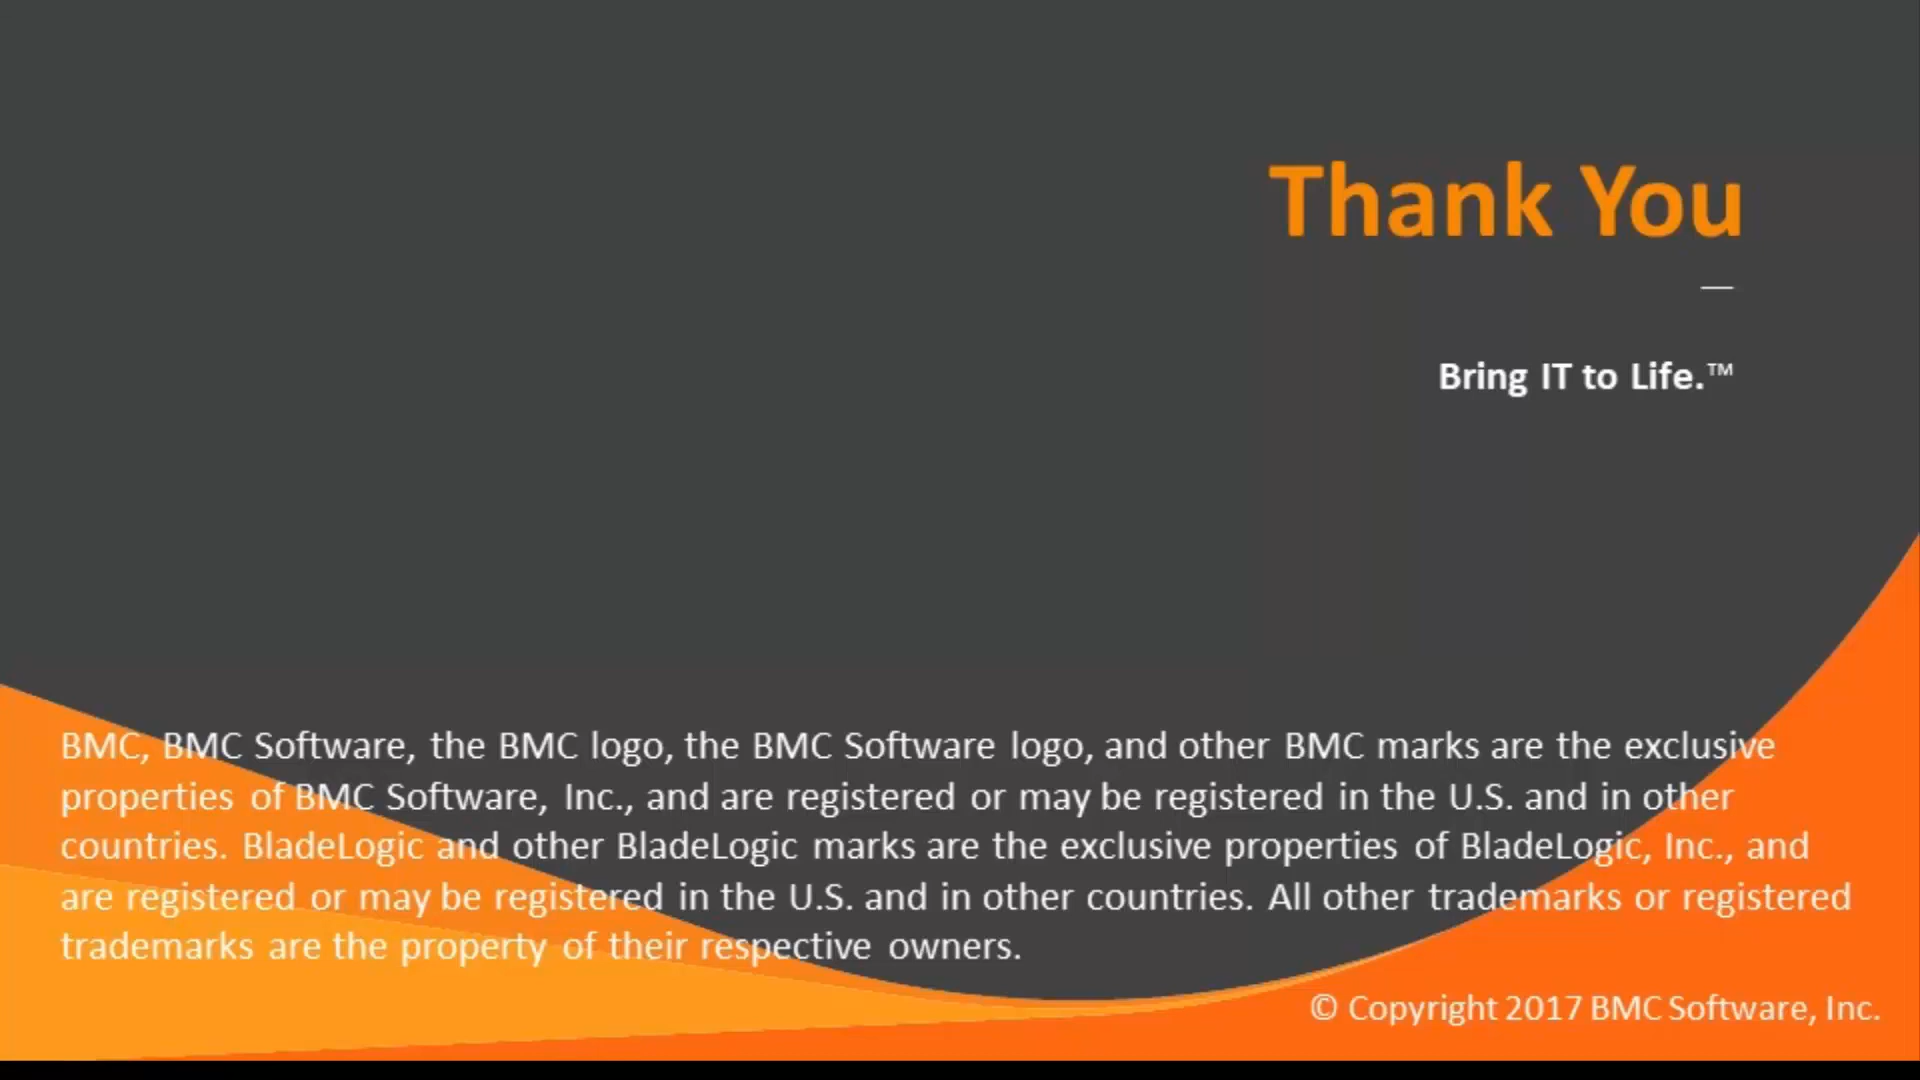 Thank You
Bring IT to Life.™
BMC, BMC Software, the BMC logo, the BMC Software logo, and other BMC marks are the exclusive
properties of BMC Software, Inc., and are registered or may be registered in the U.S. and in other
countries. BladeLogic and other BladeLogic marks are the exclusive properties of BladeLogic, Inc., and
are registered or may be registered in the U.S. and in other countries. All other trademarks or registered
trademarks are the property of their respective owners.
© Copyright 2017 BMC Software, Inc.